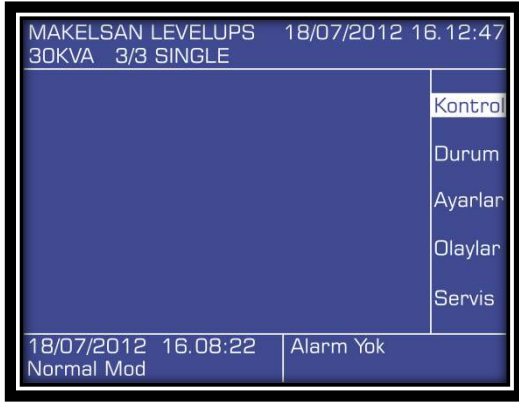 MAKELSAN LEVELUPS 18/07/2012 16.12:47
30KVA 3/3 SINGLE
Kontrol
Durum
Ayarlar
Olaylar
Servis
18/07/2012 16.08:22 Alarm Yok
Normal Mod